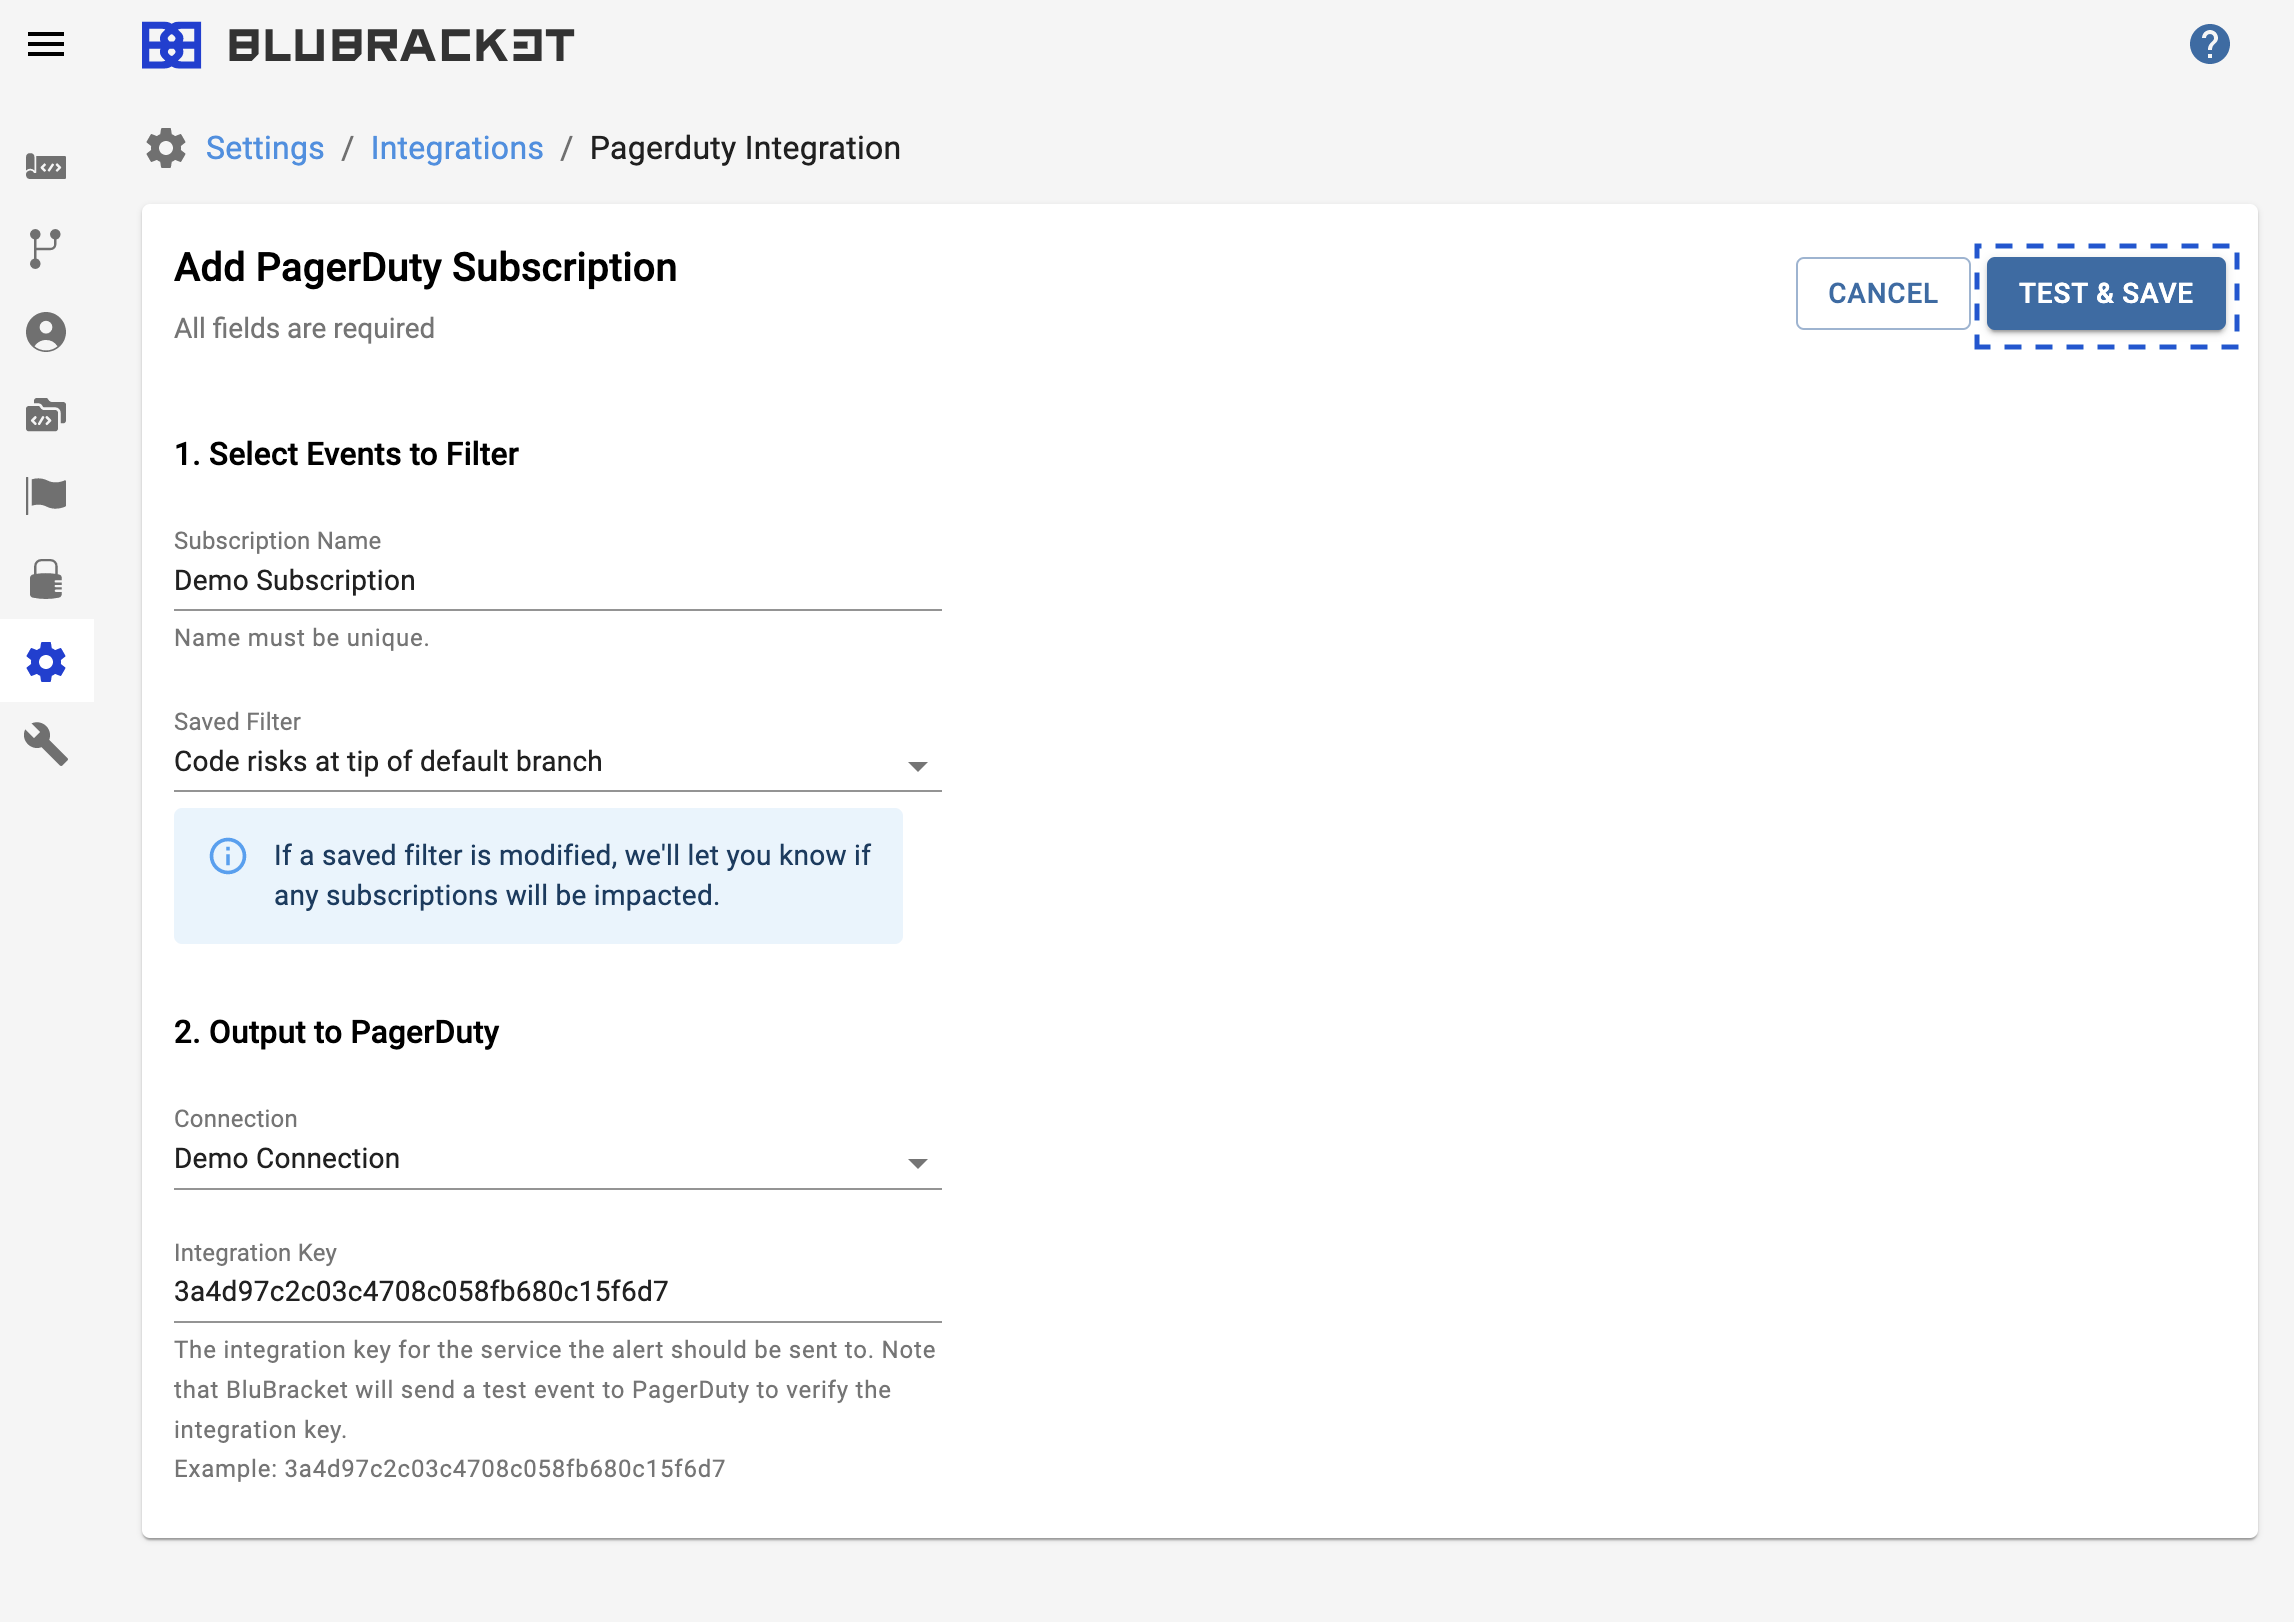 BLUBRACKET
?
Settings / Integrations / Pagerduty Integration
Add PagerDuty Subscription
All fields are required
CANCEL
TEST & SAVE
1. Select Events to Filter
Subscription Name
Demo Subscription
Name must be unique.
Saved Filter
Code risks at tip of default branch
If a saved filter is modified, we'll let you know if
any subscriptions will be impacted.
2. Output to PagerDuty
Connection
Demo Connection
Integration Key
3a4d97c2c03c4708c058fb680c15f6d7
The integration key for the service the alert should be sent to. Note
that BluBracket will send a test event to PagerDuty to verify the
integration key.
Example: 3a4d97c2c03c4708c058fb680c15f6d7